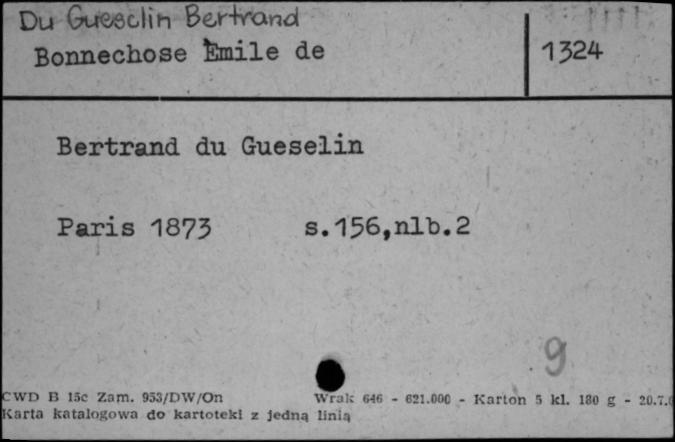 Du Guesclin Bertrand
Bonnechose Èmile de
1324
Bertrand du Gueselin
Paris 1873 s.156,nlb.2
9
CWD B 15c Zam. 953/DW/On Wrak 646 - 621.000 - Karton 5 kl. 180 g - 20.7.
Karta katalogowa do kartoteki z jedną linią